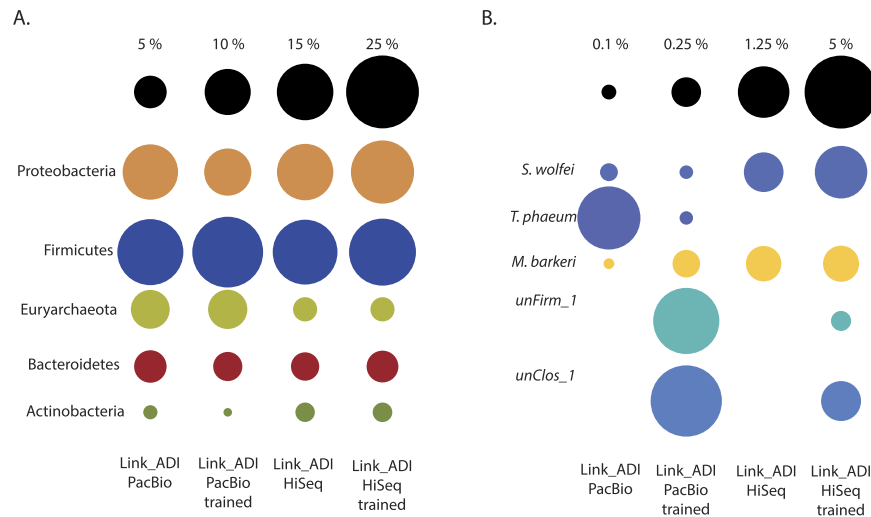 A.
5 % 10 % 15 % 25 %
Proteobacteria
Firmicutes
Euryarchaeota
Bacteroidetes
Actinobacteria
Link_ADI PacBio
Link_ADI PacBio trained
Link_ADI HiSeq
Link_ADI HiSeq trained
B.
0.1 % 0.25 % 1.25 % 5 %
S. wolfei
T. phaeum
M. barkeri
unFirm_1
unClos_1
Link_ADI PacBio
Link_ADI PacBio trained
Link_ADI HiSeq
Link_ADI HiSeq trained